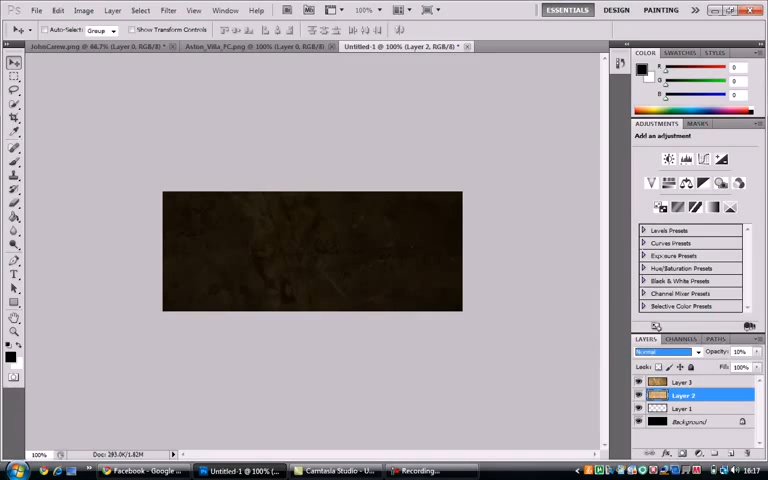 PS File Edit Image Layer Select Filter View Window Help 100% ESSENTIALS DESIGN PAINTING
Auto-Select: Group Show Transform Controls
JohnCarew.png @ 66.7% (Layer 0, RGB/8) * Aston_Villa_FC.png @ 100% (Layer 0, RGB/8) Untitled-1 @ 100% (Layer 2, RGB/8) *
COLOR SWATCHES STYLES
R 0
G 0
B 0
ADJUSTMENTS MASKS
Add an adjustment
Levels Presets
Curves Presets
Exposure Presets
Hue/Saturation Presets
Black & White Presets
Channel Mixer Presets
Selective Color Presets
LAYERS CHANNELS PATHS
Normal Opacity: 10%
Lock: Fill: 100%
Layer 3
Layer 2
Layer 1
Background
100% Doc: 293.0K/1.82M
Facebook - Google ... Untitled-1 @ 100% (... Camtasia Studio - U... Recording... 16:17